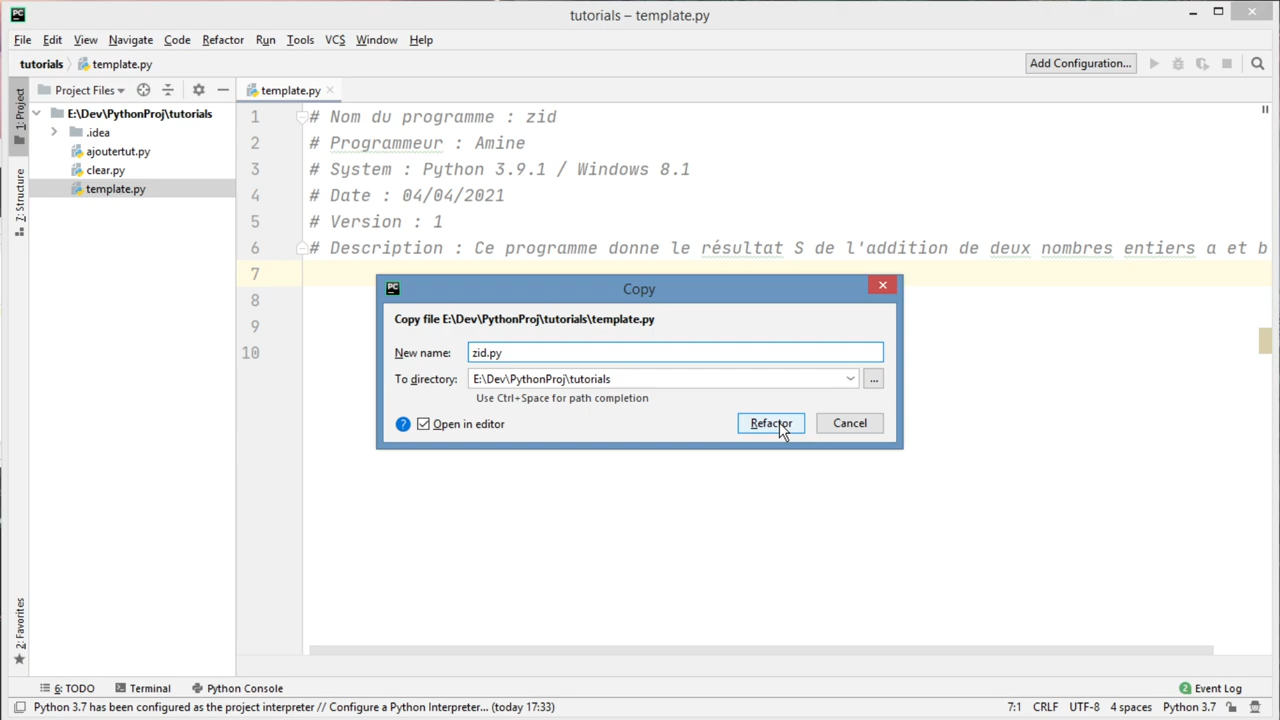 PC
tutorials – template.py
File Edit View Navigate Code Refactor Run Tools VCS Window Help
tutorials template.py
Add Configuration...
1: Project
Project Files
template.py
E:\Dev\PythonProj\tutorials
.idea
ajoutertut.py
clear.py
template.py
7: Structure
2: Favorites
1 # Nom du programme : zid
2 # Programmeur : Amine
3 # System : Python 3.9.1 / Windows 8.1
4 # Date : 04/04/2021
5 # Version : 1
6 # Description : Ce programme donne le résultat S de l'addition de deux nombres entiers a et b
7
8
9
10
PC
Copy
Copy file E:\Dev\PythonProj\tutorials\template.py
New name: zid.py
To directory: E:\Dev\PythonProj\tutorials
...
Use Ctrl+Space for path completion
? Open in editor
Refactor
Cancel
6: TODO Terminal Python Console
2 Event Log
Python 3.7 has been configured as the project interpreter // Configure a Python Interpreter... (today 17:33)
7:1 CRLF UTF-8 4 spaces Python 3.7